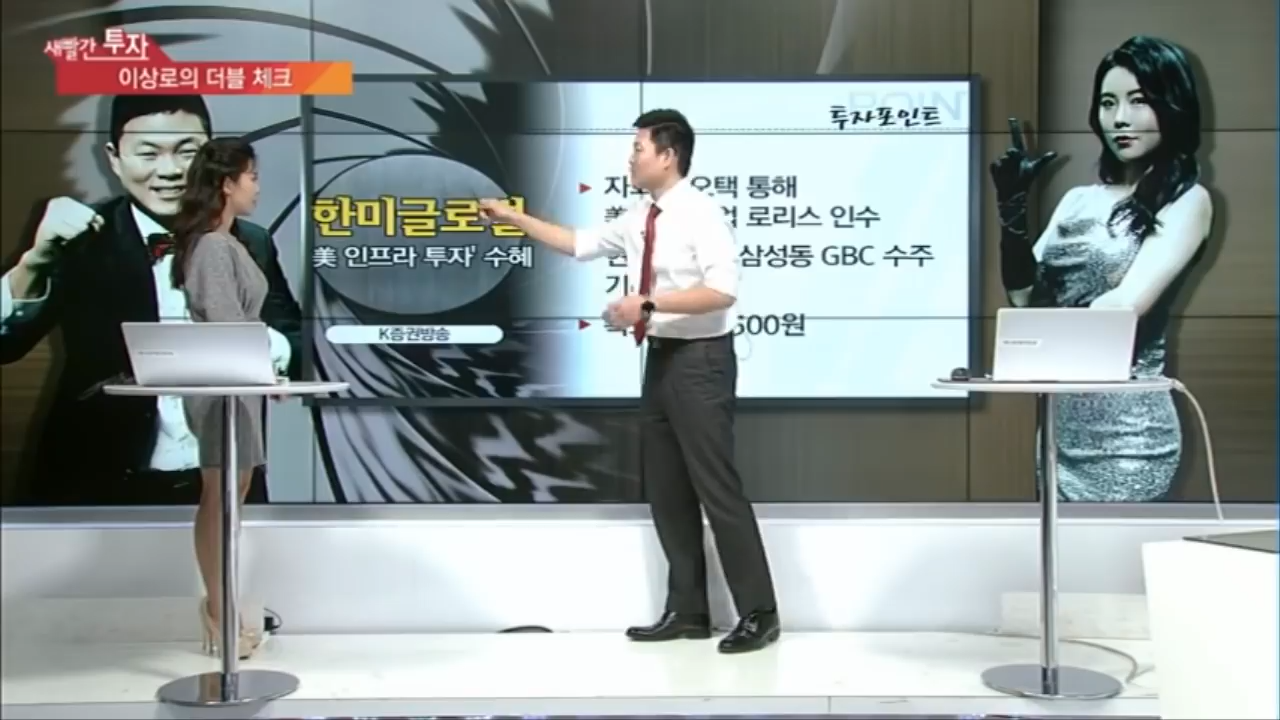 새빨간 투자
이상로의 더블 체크
POINT
투자포인트
한미글로벌
美 인프라 투자' 수혜
K증권방송
오택 통해
美 로리스 인수
삼성동 GBC 수주
500원